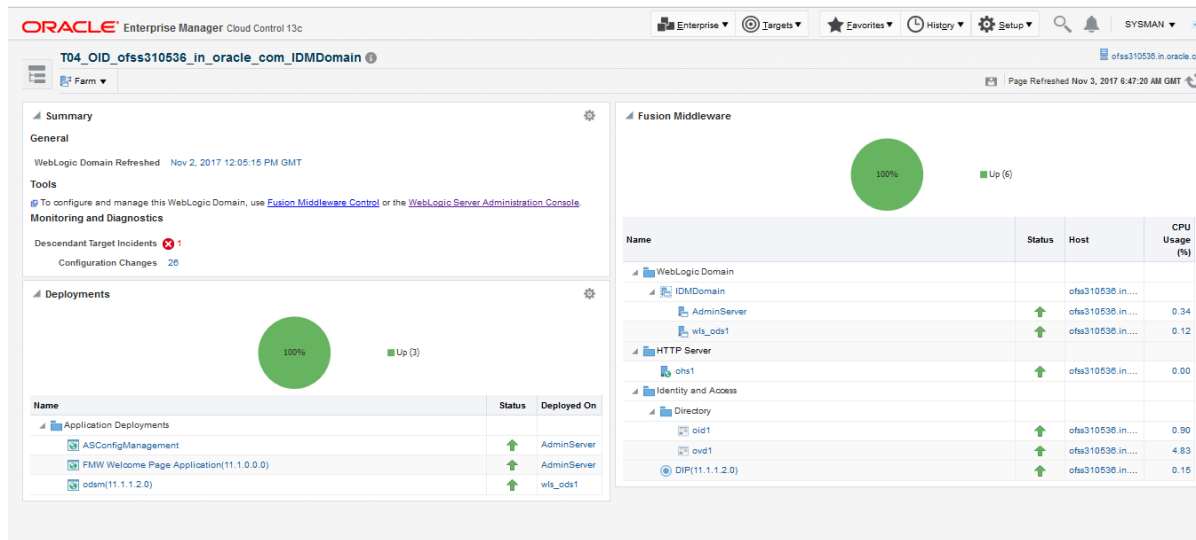 ORACLE Enterprise Manager Cloud Control 13c
Enterprise Targets Favorites History Setup SYSMAN
T04_OID_ofss310536_in_oracle_com_IDMDomain
ofss310536.in.oracle.c
Farm
Page Refreshed Nov 3, 2017 6:47:20 AM GMT
Summary
General
WebLogic Domain Refreshed Nov 2, 2017 12:05:15 PM GMT
Tools
To configure and manage this WebLogic Domain, use Fusion Middleware Control or the WebLogic Server Administration Console.
Monitoring and Diagnostics
Descendant Target Incidents 1
Configuration Changes 26
Deployments
100%
Up (3)
Name Status Deployed On
Application Deployments
ASConfigManagement AdminServer
FMW Welcome Page Application(11.1.0.0.0) AdminServer
odsm(11.1.1.2.0) wls_ods1
Fusion Middleware
100%
Up (6)
Name Status Host CPU Usage (%)
WebLogic Domain
IDMDomain ofss310536.in....
AdminServer ofss310536.in.... 0.34
wls_ods1 ofss310536.in.... 0.12
HTTP Server
ohs1 ofss310536.in.... 0.00
Identity and Access
Directory
oid1 ofss310536.in.... 0.90
ovd1 ofss310536.in.... 4.83
DIP(11.1.1.2.0) ofss310536.in.... 0.15